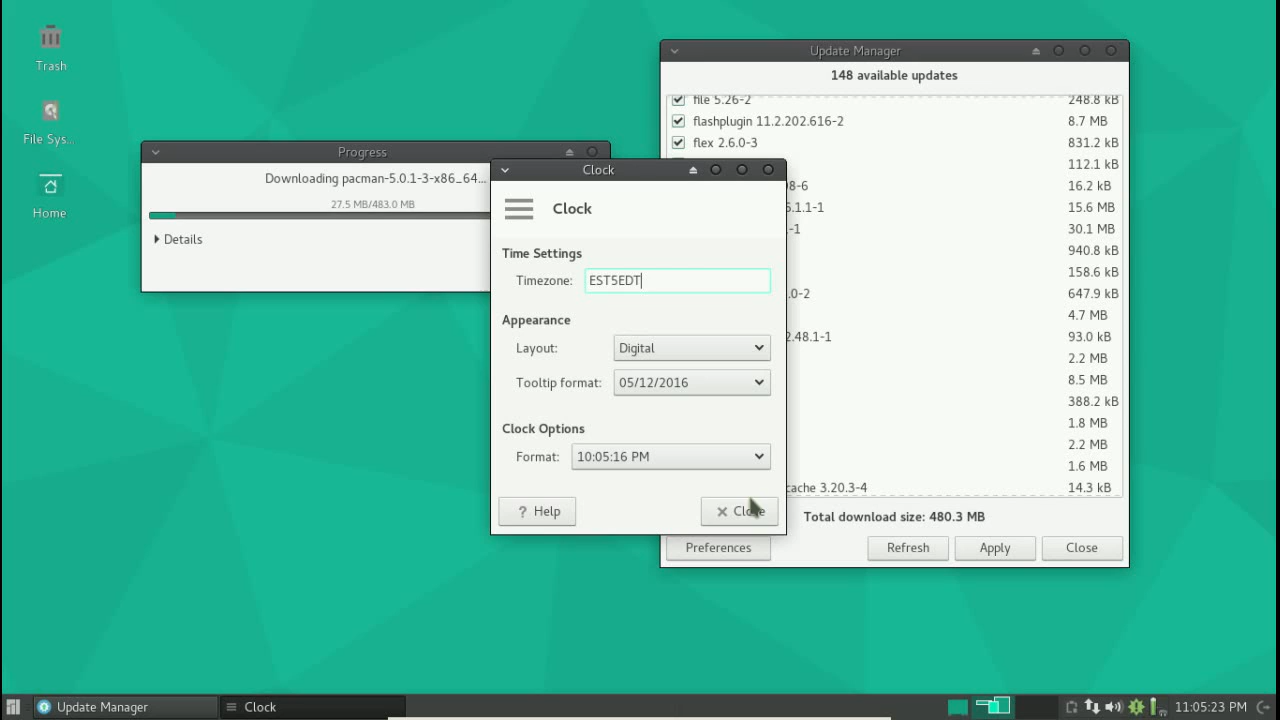 Trash
File Sys...
Home
Progress
Downloading pacman-5.0.1-3-x86_64...
27.5 MB/483.0 MB
Details
Clock
Clock
Time Settings
Timezone: EST5EDT
Appearance
Layout: Digital
Tooltip format: 05/12/2016
Clock Options
Format: 10:05:16 PM
Help
Close
Update Manager
148 available updates
file 5.26-2 248.8 kB
flashplugin 11.2.202.616-2 8.7 MB
flex 2.6.0-3 831.2 kB
112.1 kB
8-6 16.2 kB
.1.1-1 15.6 MB
-1 30.1 MB
940.8 kB
158.6 kB
.0-2 647.9 kB
4.7 MB
2.48.1-1 93.0 kB
2.2 MB
8.5 MB
388.2 kB
1.8 MB
2.2 MB
1.6 MB
cache 3.20.3-4 14.3 kB
Total download size: 480.3 MB
Preferences
Refresh
Apply
Close
Update Manager
Clock
11:05:23 PM